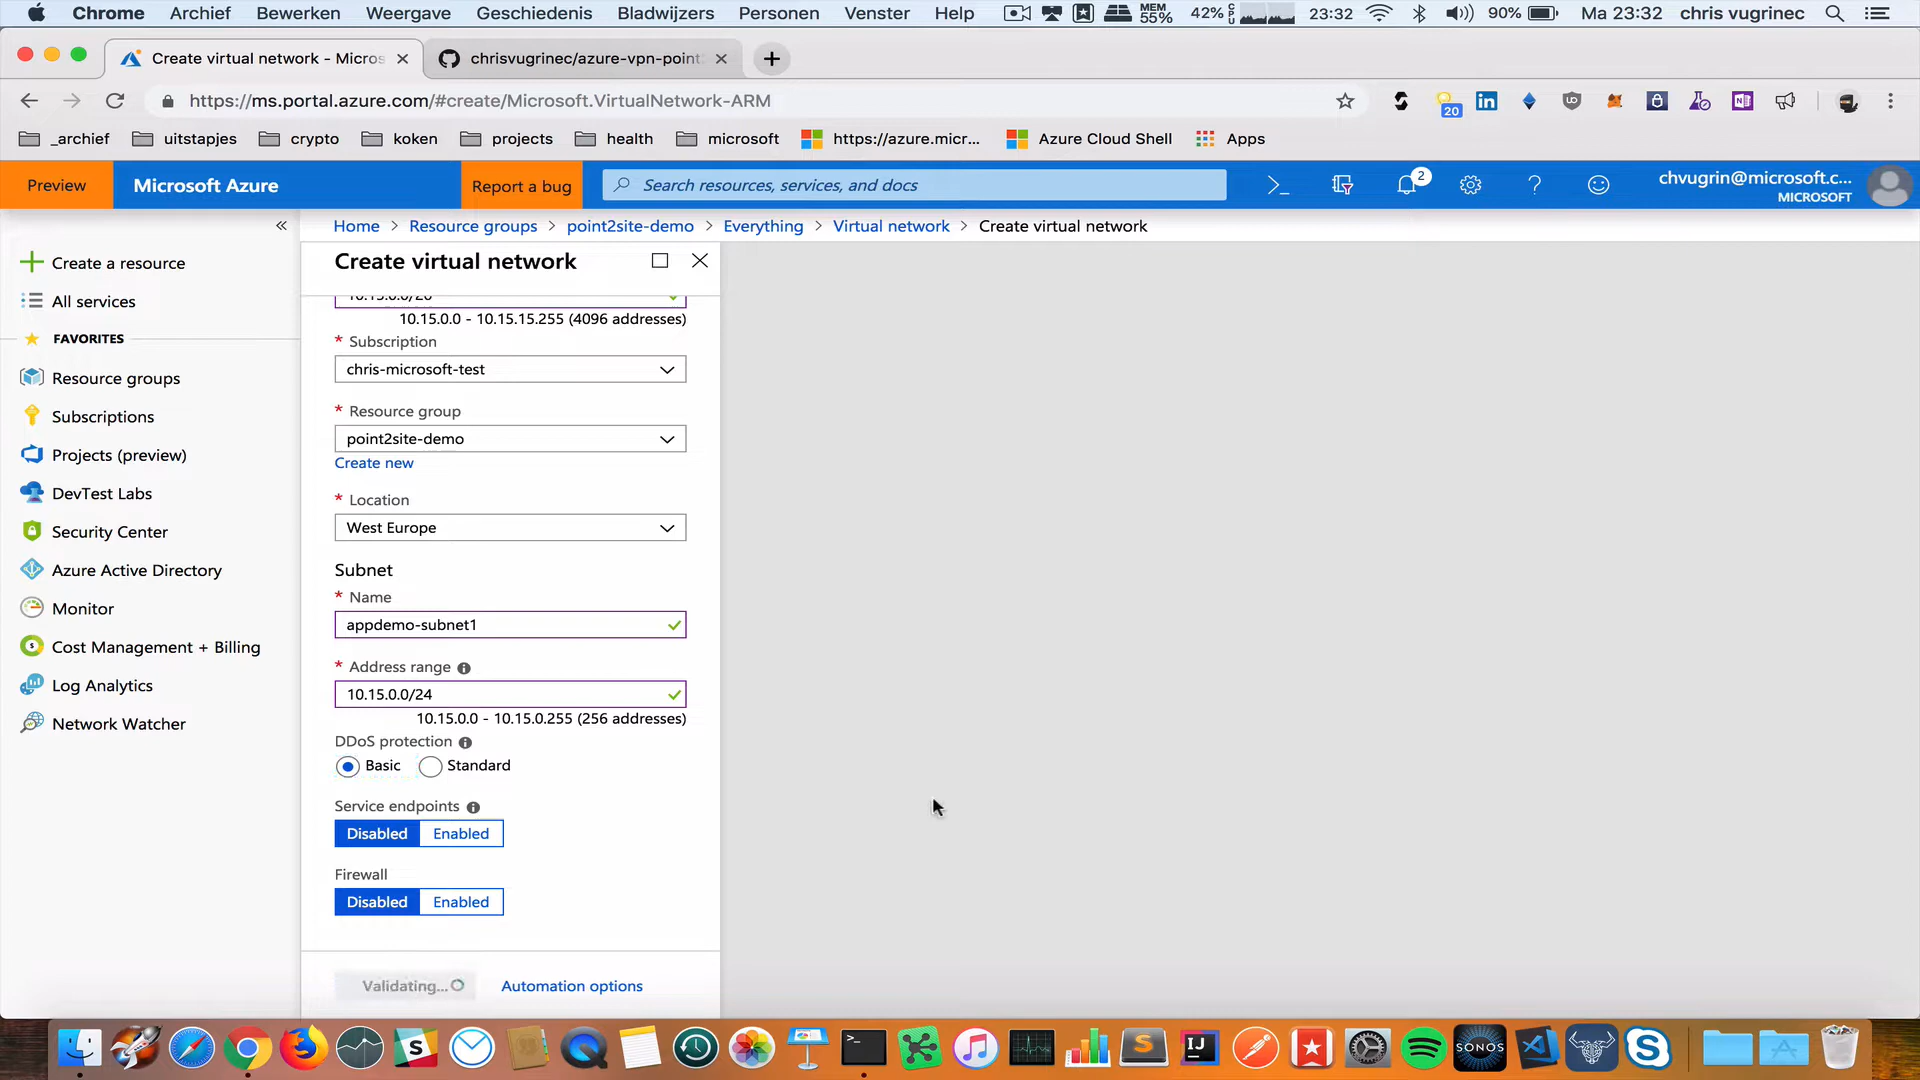 Chrome Archief Bewerken Weergave Geschiedenis Bladwijzers Personen Venster Help MEM 55% 42% 23:32 90% Ma 23:32 chris vugrinec
Create virtual network - Micros
chrisvugrinec/azure-vpn-point
https://ms.portal.azure.com/#create/Microsoft.VirtualNetwork-ARM
20
_archief uitstapjes crypto koken projects health microsoft https://azure.micr... Azure Cloud Shell Apps
Preview
Microsoft Azure
Report a bug
Search resources, services, and docs
2
chvugrin@microsoft.c...
MICROSOFT
Home > Resource groups > point2site-demo > Everything > Virtual network > Create virtual network
Create a resource
All services
FAVORITES
Resource groups
Subscriptions
Projects (preview)
DevTest Labs
Security Center
Azure Active Directory
Monitor
Cost Management + Billing
Log Analytics
Network Watcher
Create virtual network
10.15.0.0/20
10.15.0.0 - 10.15.15.255 (4096 addresses)
* Subscription
chris-microsoft-test
* Resource group
point2site-demo
Create new
* Location
West Europe
Subnet
* Name
appdemo-subnet1
* Address range
10.15.0.0/24
10.15.0.0 - 10.15.0.255 (256 addresses)
DDoS protection
Basic Standard
Service endpoints
Disabled Enabled
Firewall
Disabled Enabled
Validating...
Automation options
SONOS